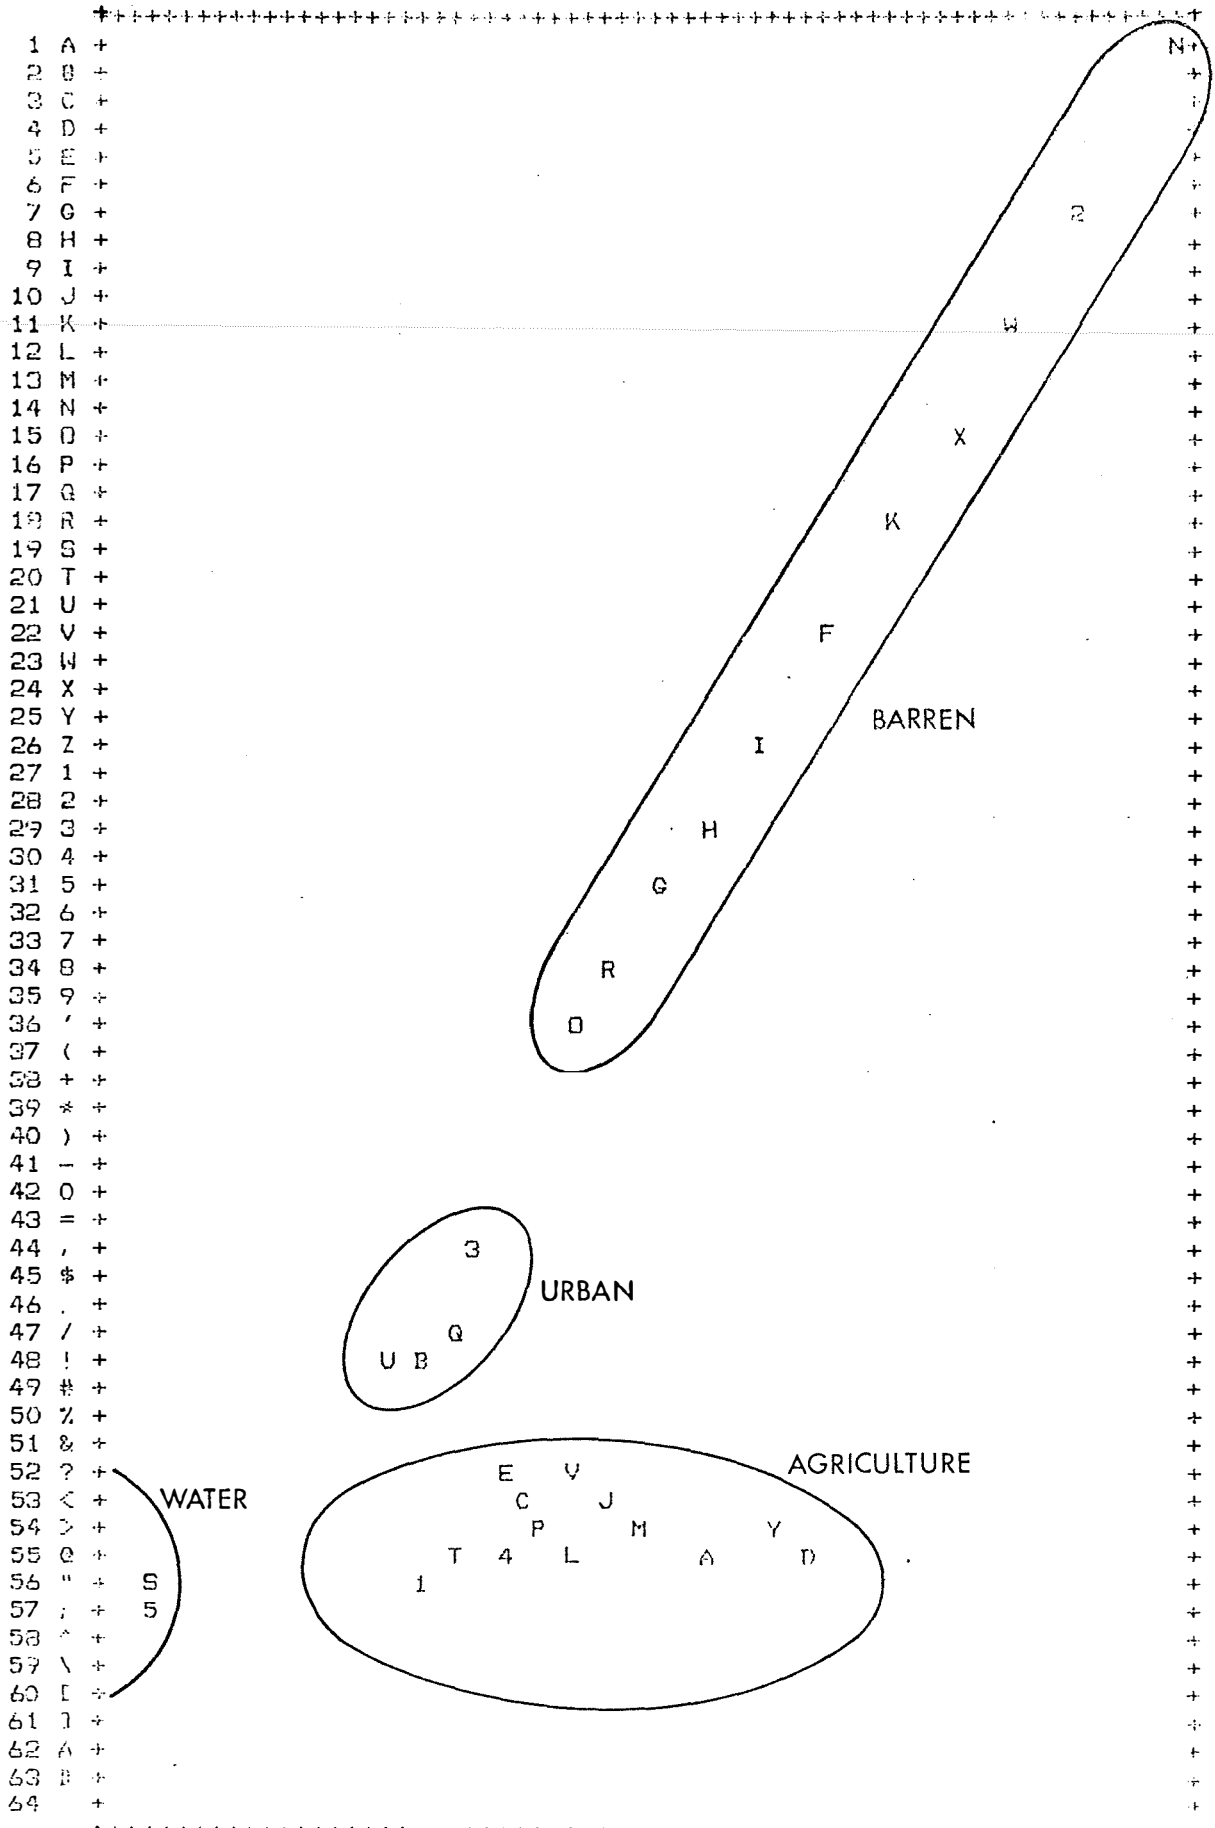 +++++++++++++++++++++++++++++++++++++++++++++++++++++++++++++++++
1 A + N+
2 B + +
3 C + +
4 D + +
5 E + +
6 F + +
7 G + 2 +
8 H + +
9 I + +
10 J + +
11 K + W +
12 L + +
13 M + +
14 N + +
15 O + X +
16 P + +
17 Q + +
18 R + K +
19 S + +
20 T + +
21 U + +
22 V + F +
23 W + +
24 X + +
25 Y + BARREN +
26 Z + I +
27 1 + +
28 2 + +
29 3 + H +
30 4 + +
31 5 + G +
32 6 + +
33 7 + +
34 8 + R +
35 9 + +
36 ' + O +
37 ( + +
38 + + +
39 * + +
40 ) + +
41 - + +
42 0 + +
43 = + +
44 , + 3 +
45 $ + +
46 . + URBAN +
47 / + Q +
48 ! + U B +
49 # + +
50 % + +
51 & + +
52 ? + E V AGRICULTURE +
53 < + WATER C J +
54 > + P M Y +
55 @ + T 4 L A D +
56 " + S 1 +
57 ; + 5 +
58 ^ + +
59 \ + +
60 [ + +
61 ] + +
62 A + +
63 B + +
64 + +